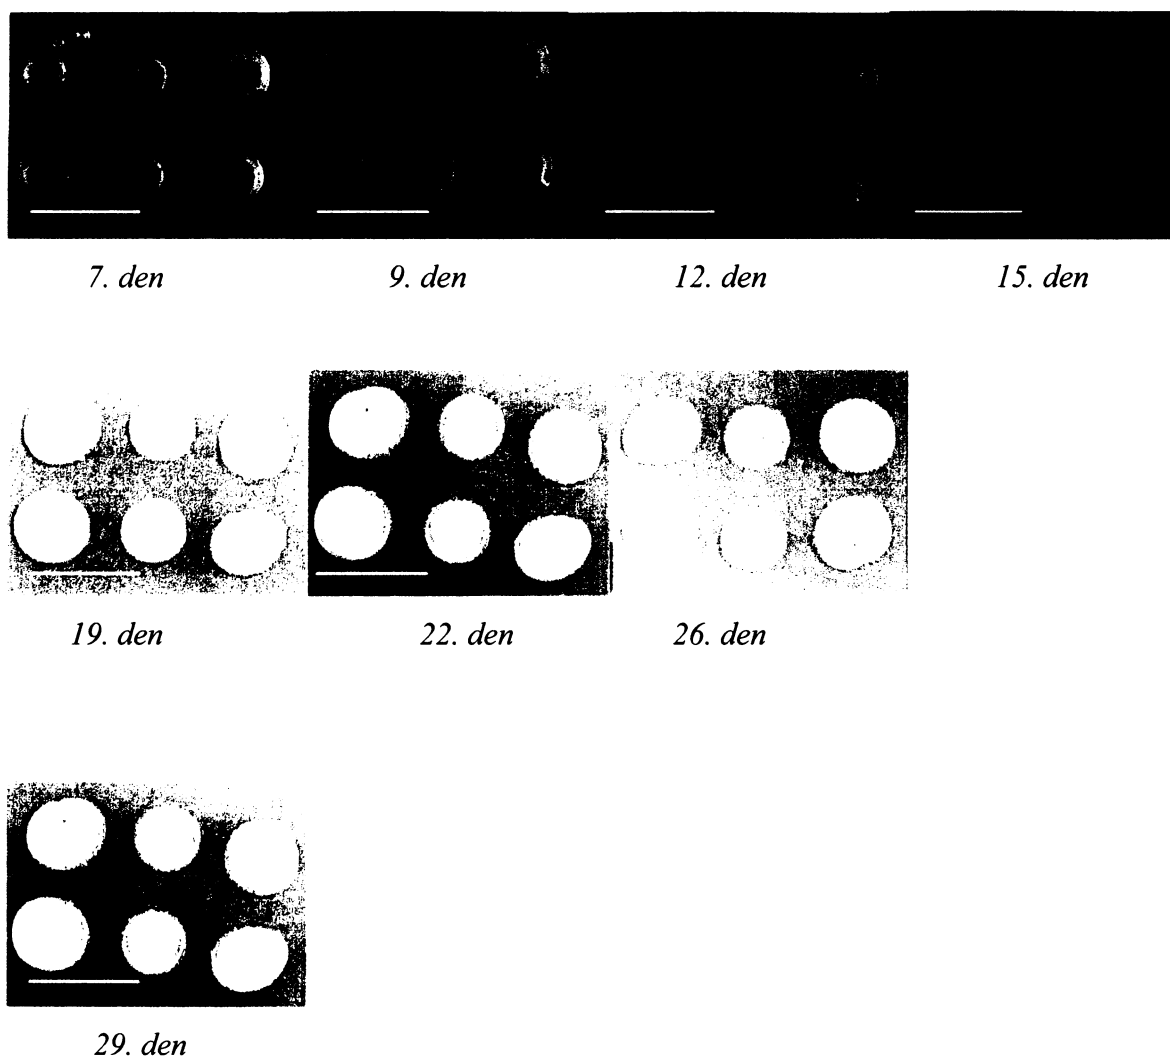 7. den
9. den
12. den
15. den
19. den
22. den
26. den
29. den